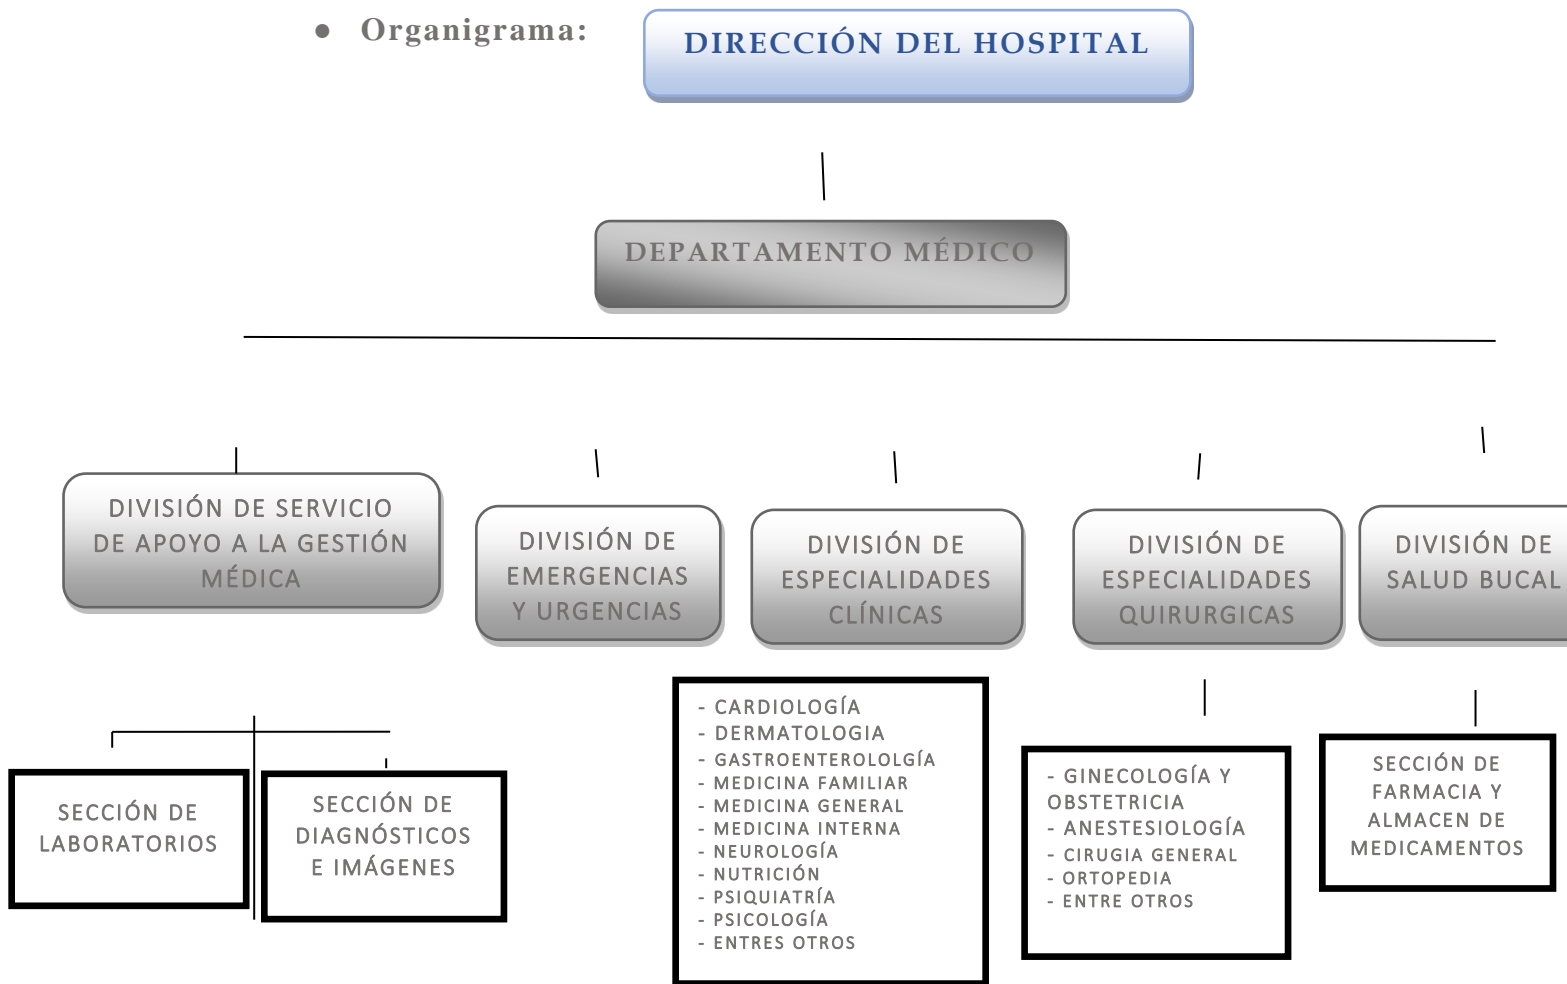 ● Organigrama:
DIRECCIÓN DEL HOSPITAL
DEPARTAMENTO MÉDICO
DIVISIÓN DE SERVICIO
DE APOYO A LA GESTIÓN
MÉDICA
DIVISIÓN DE
EMERGENCIAS
Y URGENCIAS
DIVISIÓN DE
ESPECIALIDADES
CLÍNICAS
DIVISIÓN DE
ESPECIALIDADES
QUIRURGICAS
DIVISIÓN DE
SALUD BUCAL
SECCIÓN DE
LABORATORIOS
SECCIÓN DE
DIAGNÓSTICOS
E IMÁGENES
- CARDIOLOGÍA
- DERMATOLOGIA
- GASTROENTEROLOLGÍA
- MEDICINA FAMILIAR
- MEDICINA GENERAL
- MEDICINA INTERNA
- NEUROLOGÍA
- NUTRICIÓN
- PSIQUIATRÍA
- PSICOLOGÍA
- ENTRES OTROS
- GINECOLOGÍA Y
OBSTETRICIA
- ANESTESIOLOGÍA
- CIRUGIA GENERAL
- ORTOPEDIA
- ENTRE OTROS
SECCIÓN DE
FARMACIA Y
ALMACEN DE
MEDICAMENTOS